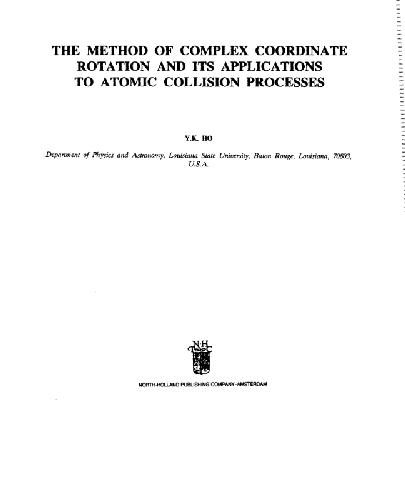 THE METHOD OF COMPLEX COORDINATE
ROTATION AND ITS APPLICATIONS
TO ATOMIC COLLISION PROCESSES
Y.K. HO
Department of Physics and Astronomy, Louisiana State University, Baton Rouge, Louisiana, 70803,
U.S.A.
N·H
NORTH-HOLLAND PUBLISHING COMPANY-AMSTERDAM